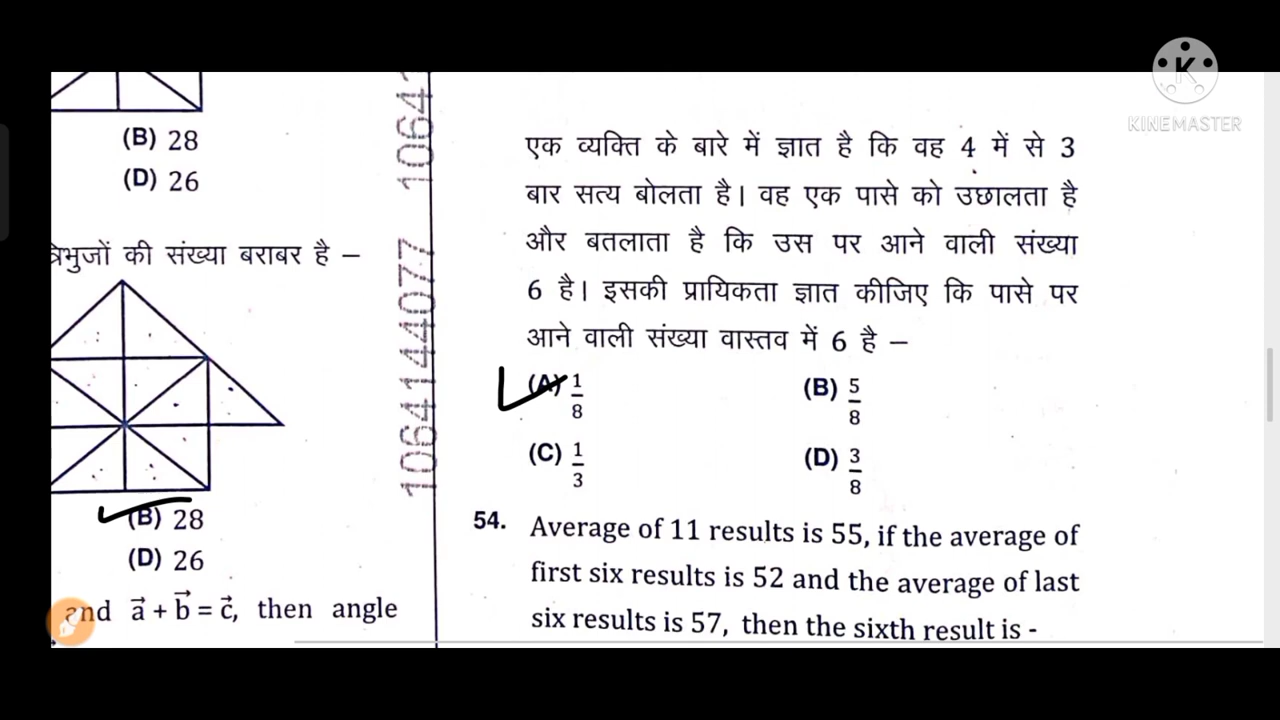 (B) 28
(D) 26
त्रिभुजों की संख्या बराबर है –
(B) 28
(D) 26
and a⃗ + b⃗ = c⃗, then angle
1064144077 10641
एक व्यक्ति के बारे में ज्ञात है कि वह 4 में से 3
बार सत्य बोलता है। वह एक पासे को उछालता है
और बतलाता है कि उस पर आने वाली संख्या
6 है। इसकी प्रायिकता ज्ञात कीजिए कि पासे पर
आने वाली संख्या वास्तव में 6 है –
(A) 1/8 (B) 5/8
(C) 1/3 (D) 3/8
54. Average of 11 results is 55, if the average of
first six results is 52 and the average of last
six results is 57, then the sixth result is -
K
KINEMASTER